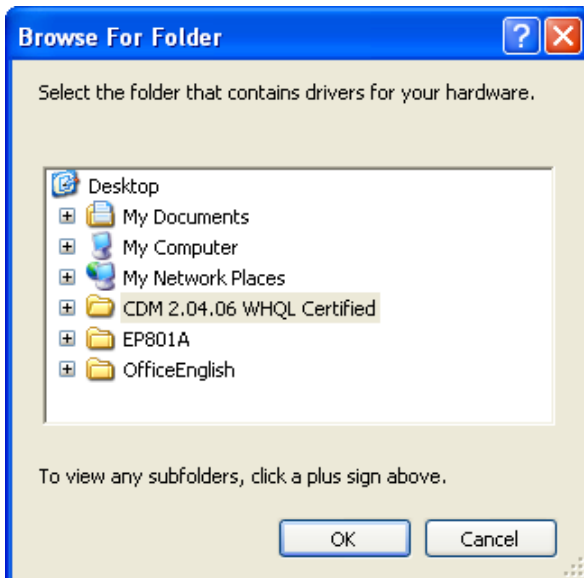 Browse For Folder
Select the folder that contains drivers for your hardware.
Desktop
My Documents
My Computer
My Network Places
CDM 2.04.06 WHQL Certified
EP801A
OfficeEnglish
To view any subfolders, click a plus sign above.
OK Cancel